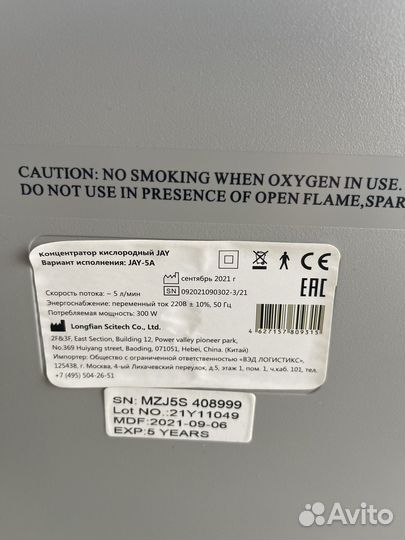 CAUTION: NO SMOKING WHEN OXYGEN IN USE.
DO NOT USE IN PRESENCE OF OPEN FLAME,SPAR
Концентратор кислородный JAY
Вариант исполнения: JAY-5A
CE
сентябрь 2021 г
SN 092021090302-3/21
EAC
Скорость потока: ~ 5 л/мин
Энергоснабжение: переменный ток 220В ± 10%, 50 Гц
Потребляемая мощность: 300 W
4627157809315
Longfian Scitech Co., Ltd.
2F&3F, East Section, Building 12, Power valley pioneer park,
No.369 Huiyang street, Baoding, 071051, Hebei, China. (Китай)
Импортер: Общество с ограниченной ответственностью «ВЭД ЛОГИСТИКС»,
125438, г. Москва, 4-ый Лихачевский переулок, д.5, этаж 1, пом. 1, ч.каб. 101, тел.
+7 (495) 504-26-51
SN: MZJ5S 408999
Lot NO.:21Y11049
MDF:2021-09-06
EXP:5 YEARS
Avito